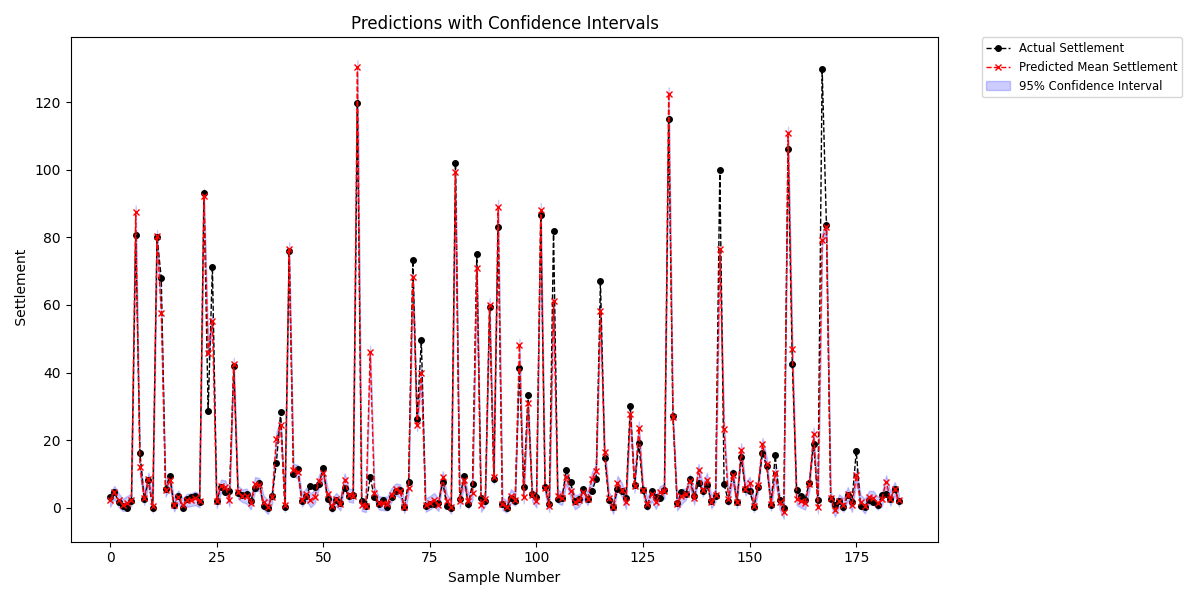 Predictions with Confidence Intervals
Actual Settlement
Predicted Mean Settlement
95% Confidence Interval
Settlement
120
100
80
60
40
20
0
0 25 50 75 100 125 150 175
Sample Number